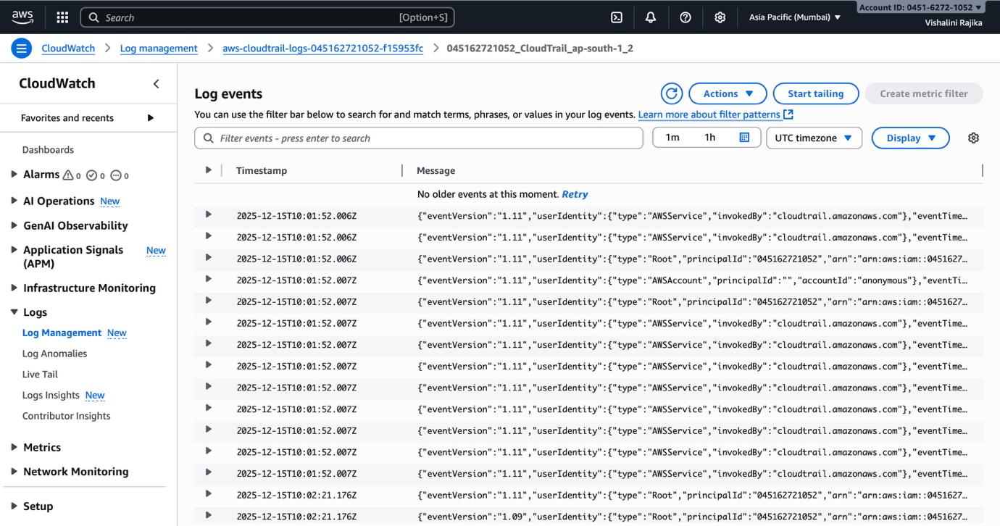 aws Search [Option+S] Asia Pacific (Mumbai) Account ID: 0451-6272-1052
Vishalini Rajika
CloudWatch Log management aws-cloudtrail-logs-045162721052-f15953fc 045162721052_CloudTrail_ap-south-1_2
CloudWatch
Favorites and recents
Dashboards
Alarms 0 0 0
AI Operations New
GenAI Observability
Application Signals New
(APM)
Infrastructure Monitoring
Logs
Log Management New
Log Anomalies
Live Tail
Logs Insights New
Contributor Insights
Metrics
Network Monitoring
Setup
Log events
Actions Start tailing Create metric filter
You can use the filter bar below to search for and match terms, phrases, or values in your log events. Learn more about filter patterns
Filter events - press enter to search 1m 1h UTC timezone Display
Timestamp Message
No older events at this moment. Retry
2025-12-15T10:01:52.006Z {"eventVersion":"1.11","userIdentity":{"type":"AWSService","invokedBy":"cloudtrail.amazonaws.com"},"eventTime…
2025-12-15T10:01:52.006Z {"eventVersion":"1.11","userIdentity":{"type":"AWSService","invokedBy":"cloudtrail.amazonaws.com"},"eventTime…
2025-12-15T10:01:52.006Z {"eventVersion":"1.11","userIdentity":{"type":"Root","principalId":"045162721052","arn":"arn:aws:iam::0451627…
2025-12-15T10:01:52.007Z {"eventVersion":"1.11","userIdentity":{"type":"AWSAccount","principalId":"","accountId":"anonymous"},"eventTi…
2025-12-15T10:01:52.007Z {"eventVersion":"1.11","userIdentity":{"type":"Root","principalId":"045162721052","arn":"arn:aws:iam::0451627…
2025-12-15T10:01:52.007Z {"eventVersion":"1.11","userIdentity":{"type":"AWSService","invokedBy":"cloudtrail.amazonaws.com"},"eventTime…
2025-12-15T10:01:52.007Z {"eventVersion":"1.11","userIdentity":{"type":"AWSService","invokedBy":"cloudtrail.amazonaws.com"},"eventTime…
2025-12-15T10:01:52.007Z {"eventVersion":"1.11","userIdentity":{"type":"AWSService","invokedBy":"cloudtrail.amazonaws.com"},"eventTime…
2025-12-15T10:01:52.007Z {"eventVersion":"1.11","userIdentity":{"type":"AWSService","invokedBy":"cloudtrail.amazonaws.com"},"eventTime…
2025-12-15T10:01:52.007Z {"eventVersion":"1.11","userIdentity":{"type":"AWSService","invokedBy":"cloudtrail.amazonaws.com"},"eventTime…
2025-12-15T10:01:52.007Z {"eventVersion":"1.11","userIdentity":{"type":"AWSService","invokedBy":"cloudtrail.amazonaws.com"},"eventTime…
2025-12-15T10:01:52.007Z {"eventVersion":"1.11","userIdentity":{"type":"AWSService","invokedBy":"cloudtrail.amazonaws.com"},"eventTime…
2025-12-15T10:01:52.007Z {"eventVersion":"1.11","userIdentity":{"type":"AWSService","invokedBy":"cloudtrail.amazonaws.com"},"eventTime…
2025-12-15T10:02:21.176Z {"eventVersion":"1.11","userIdentity":{"type":"Root","principalId":"045162721052","arn":"arn:aws:iam::0451627…
2025-12-15T10:02:21.176Z {"eventVersion":"1.09","userIdentity":{"type":"Root","principalId":"045162721052","arn":"arn:aws:iam::0451627…